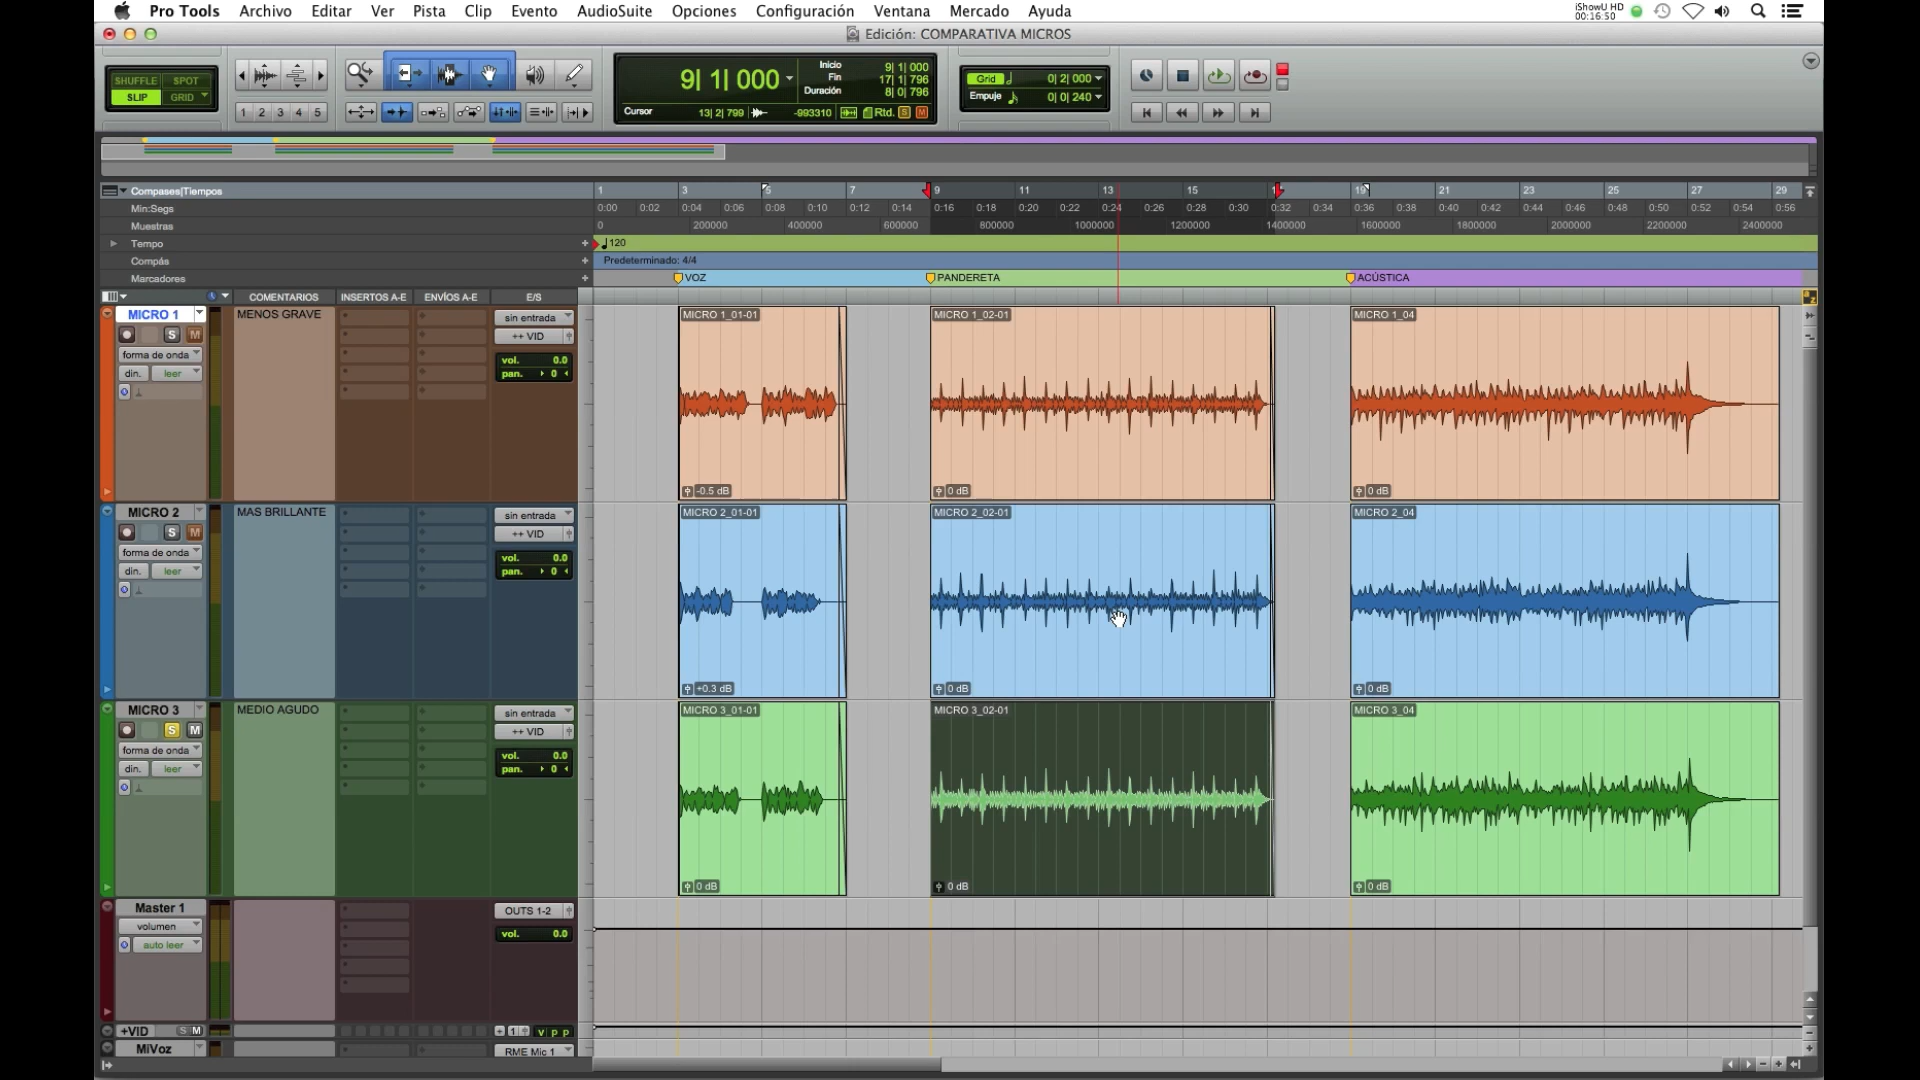 Pro Tools Archivo Editar Ver Pista Clip Evento AudioSuite Opciones Configuración Ventana Mercado Ayuda
iShowU HD
00:16:50
Edición: COMPARATIVA MICROS
SHUFFLE SPOT
SLIP GRID
1 2 3 4 5
9| 1| 000
Inicio 9| 1| 000
Fin 17| 1| 796
Duración 8| 0| 796
Cursor 13| 2| 799 -993310 Rtd. S M
Grid 0| 2| 000
Empuje 0| 0| 240
Compases|Tiempos 1 3 5 7 9 11 13 15 19 21 23 25 27 29
Min:Segs 0:00 0:02 0:04 0:06 0:08 0:10 0:12 0:14 0:16 0:18 0:20 0:22 0:24 0:26 0:28 0:30 0:32 0:34 0:36 0:38 0:40 0:42 0:44 0:46 0:48 0:50 0:52 0:54 0:56
Muestras 0 200000 400000 600000 800000 1000000 1200000 1400000 1600000 1800000 2000000 2200000 2400000
Tempo + 120
Compás + Predeterminado: 4/4
Marcadores + VOZ PANDERETA ACÚSTICA
COMENTARIOS INSERTOS A-E ENVÍOS A-E E/S
MICRO 1 MENOS GRAVE sin entrada MICRO 1_01-01 MICRO 1_02-01 MICRO 1_04
S M ++ VID
forma de onda vol. 0.0
din. leer pan. 0
-0.5 dB 0 dB 0 dB
MICRO 2 MAS BRILLANTE sin entrada MICRO 2_01-01 MICRO 2_02-01 MICRO 2_04
S M ++ VID
forma de onda vol. 0.0
din. leer pan. 0
+0.3 dB 0 dB 0 dB
MICRO 3 MEDIO AGUDO sin entrada MICRO 3_01-01 MICRO 3_02-01 MICRO 3_04
S M ++ VID
forma de onda vol. 0.0
din. leer pan. 0
0 dB 0 dB 0 dB
Master 1 OUTS 1-2
volumen vol. 0.0
auto leer
+VID S M + 1 v p p
MiVoz RME Mic 1